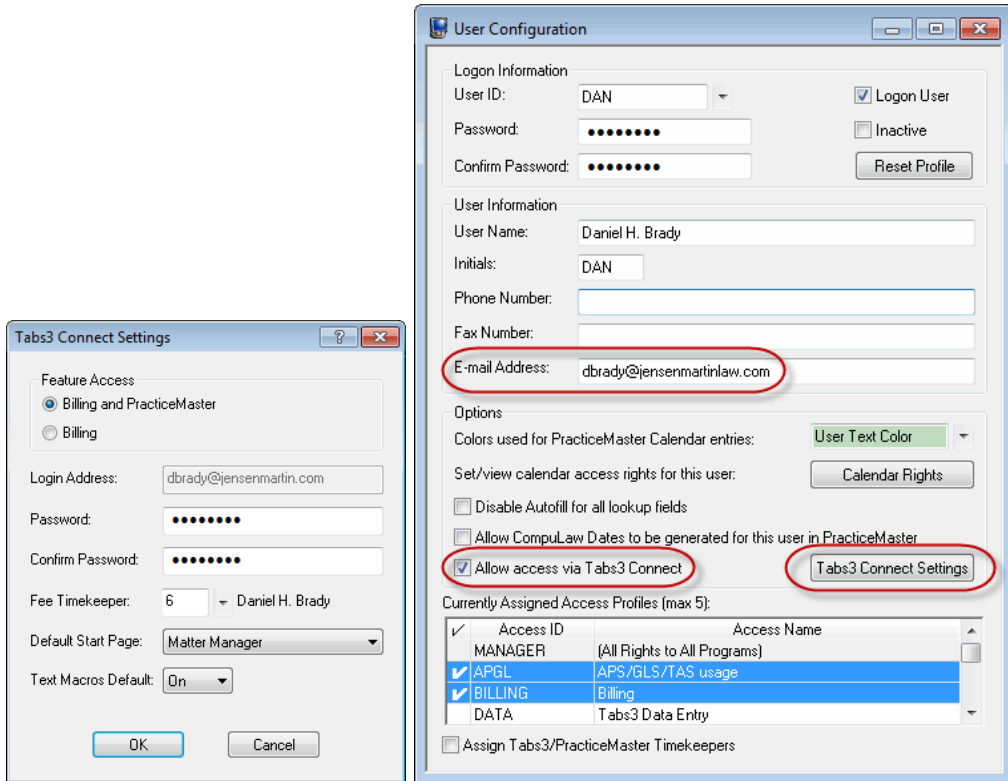 Tabs3 Connect Settings
Feature Access
Billing and PracticeMaster
Billing
Login Address: dbrady@jensenmartin.com
Password: ••••••••
Confirm Password: ••••••••
Fee Timekeeper: 6 Daniel H. Brady
Default Start Page: Matter Manager
Text Macros Default: On
OK Cancel
User Configuration
Logon Information
User ID: DAN Logon User
Password: •••••••• Inactive
Confirm Password: •••••••• Reset Profile
User Information
User Name: Daniel H. Brady
Initials: DAN
Phone Number:
Fax Number:
E-mail Address: dbrady@jensenmartinlaw.com
Options
Colors used for PracticeMaster Calendar entries: User Text Color
Set/view calendar access rights for this user: Calendar Rights
Disable Autofill for all lookup fields
Allow CompuLaw Dates to be generated for this user in PracticeMaster
Allow access via Tabs3 Connect Tabs3 Connect Settings
Currently Assigned Access Profiles (max 5):
Access ID Access Name
MANAGER (All Rights to All Programs)
APGL APS/GLS/TAS usage
BILLING Billing
DATA Tabs3 Data Entry
Assign Tabs3/PracticeMaster Timekeepers